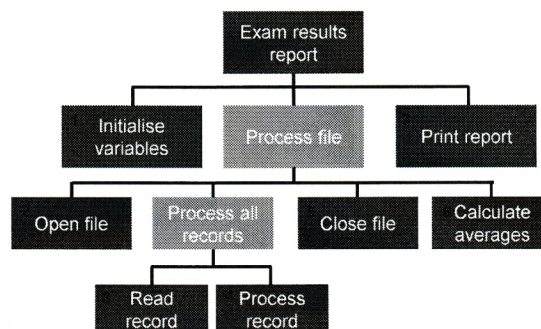 Exam results
report
1 Initialise
variables
Process file
Print report
Open file
Process all
records
Close file
Calculate
averages
Read
record
Process
record